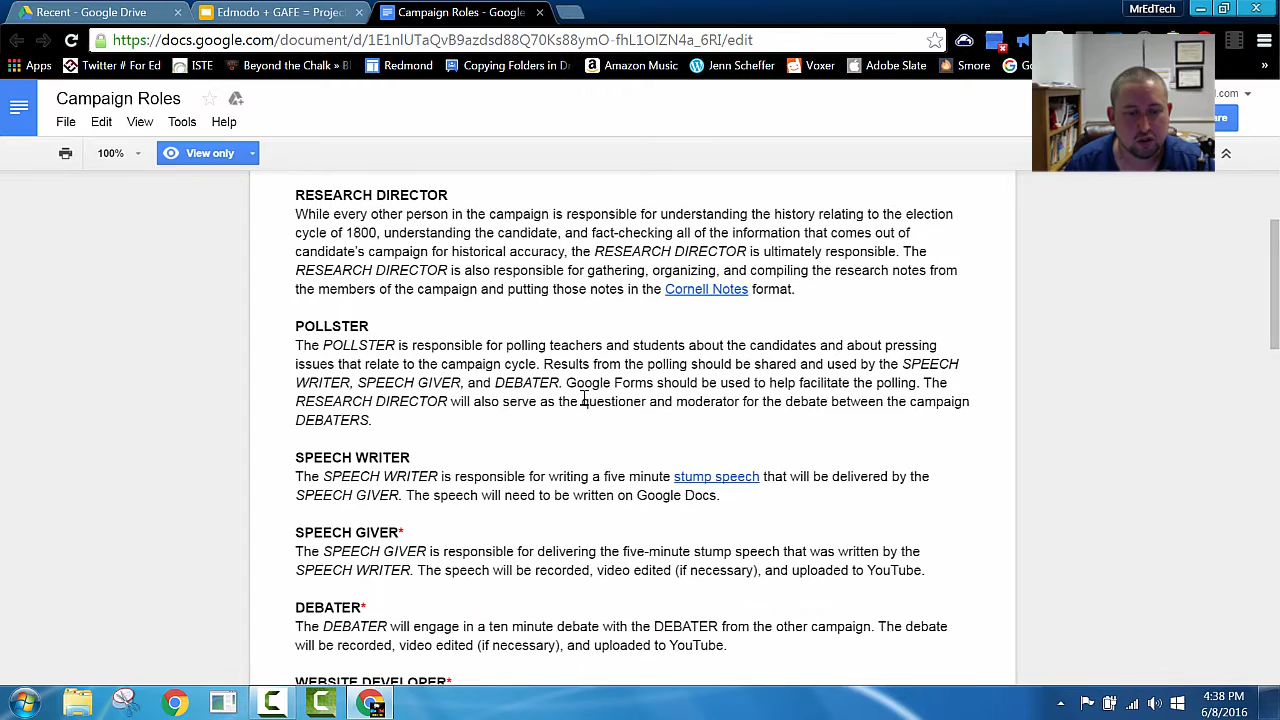 Recent - Google Drive
Edmodo + GAFE = Project
Campaign Roles - Google
MrEdTech
https://docs.google.com/document/d/1E1nlUTaQvB9azdsd88Q70Ks88ymO-fhL1OlZN4a_6RI/edit
Apps
Twitter # For Ed
ISTE
Beyond the Chalk » Bl
Redmond
Copying Folders in Dr
Amazon Music
Jenn Scheffer
Voxer
Adobe Slate
Smore
Go
»
Campaign Roles
.com
File Edit View Tools Help
are
100%
View only
RESEARCH DIRECTOR
While every other person in the campaign is responsible for understanding the history relating to the election
cycle of 1800, understanding the candidate, and fact-checking all of the information that comes out of
candidate's campaign for historical accuracy, the RESEARCH DIRECTOR is ultimately responsible. The
RESEARCH DIRECTOR is also responsible for gathering, organizing, and compiling the research notes from
the members of the campaign and putting those notes in the Cornell Notes format.
POLLSTER
The POLLSTER is responsible for polling teachers and students about the candidates and about pressing
issues that relate to the campaign cycle. Results from the polling should be shared and used by the SPEECH
WRITER, SPEECH GIVER, and DEBATER. Google Forms should be used to help facilitate the polling. The
RESEARCH DIRECTOR will also serve as the questioner and moderator for the debate between the campaign
DEBATERS.
SPEECH WRITER
The SPEECH WRITER is responsible for writing a five minute stump speech that will be delivered by the
SPEECH GIVER. The speech will need to be written on Google Docs.
SPEECH GIVER*
The SPEECH GIVER is responsible for delivering the five-minute stump speech that was written by the
SPEECH WRITER. The speech will be recorded, video edited (if necessary), and uploaded to YouTube.
DEBATER*
The DEBATER will engage in a ten minute debate with the DEBATER from the other campaign. The debate
will be recorded, video edited (if necessary), and uploaded to YouTube.
WEBSITE DEVELOPER*
4:38 PM
6/8/2016